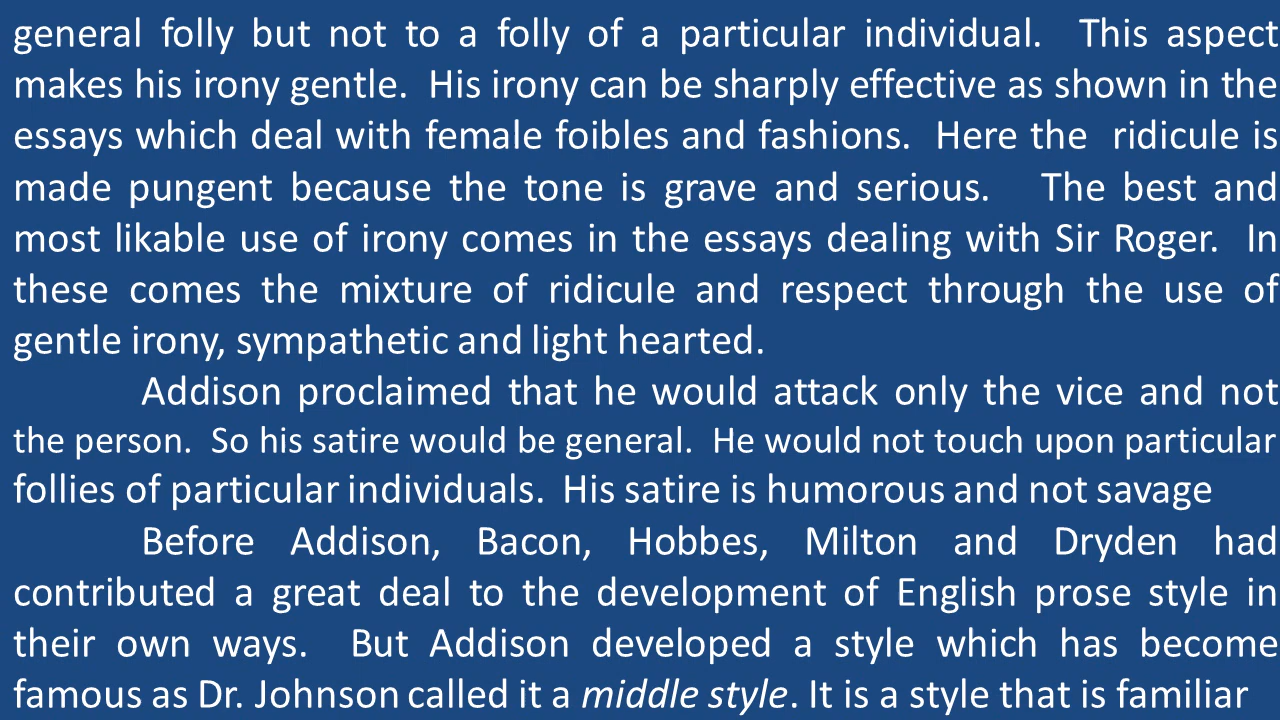 general folly but not to a folly of a particular individual. This aspect
makes his irony gentle. His irony can be sharply effective as shown in the
essays which deal with female foibles and fashions. Here the ridicule is
made pungent because the tone is grave and serious. The best and
most likable use of irony comes in the essays dealing with Sir Roger. In
these comes the mixture of ridicule and respect through the use of
gentle irony, sympathetic and light hearted.
Addison proclaimed that he would attack only the vice and not
the person. So his satire would be general. He would not touch upon particular
follies of particular individuals. His satire is humorous and not savage
Before Addison, Bacon, Hobbes, Milton and Dryden had
contributed a great deal to the development of English prose style in
their own ways. But Addison developed a style which has become
famous as Dr. Johnson called it a middle style. It is a style that is familiar